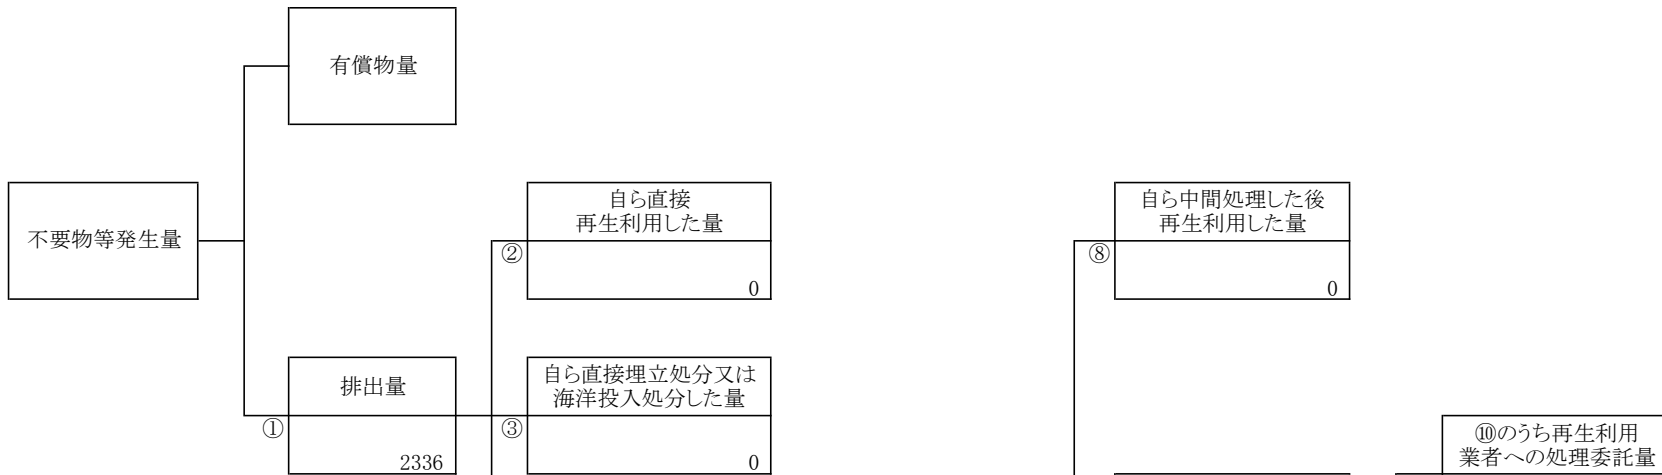 有償物量
不要物等発生量
自ら直接
再生利用した量
②
0
自ら中間処理した後
再生利用した量
⑧
0
排出量
①
2336
自ら直接埋立処分又は
海洋投入処分した量
③
0
⑩のうち再生利用
業者への処理委託量